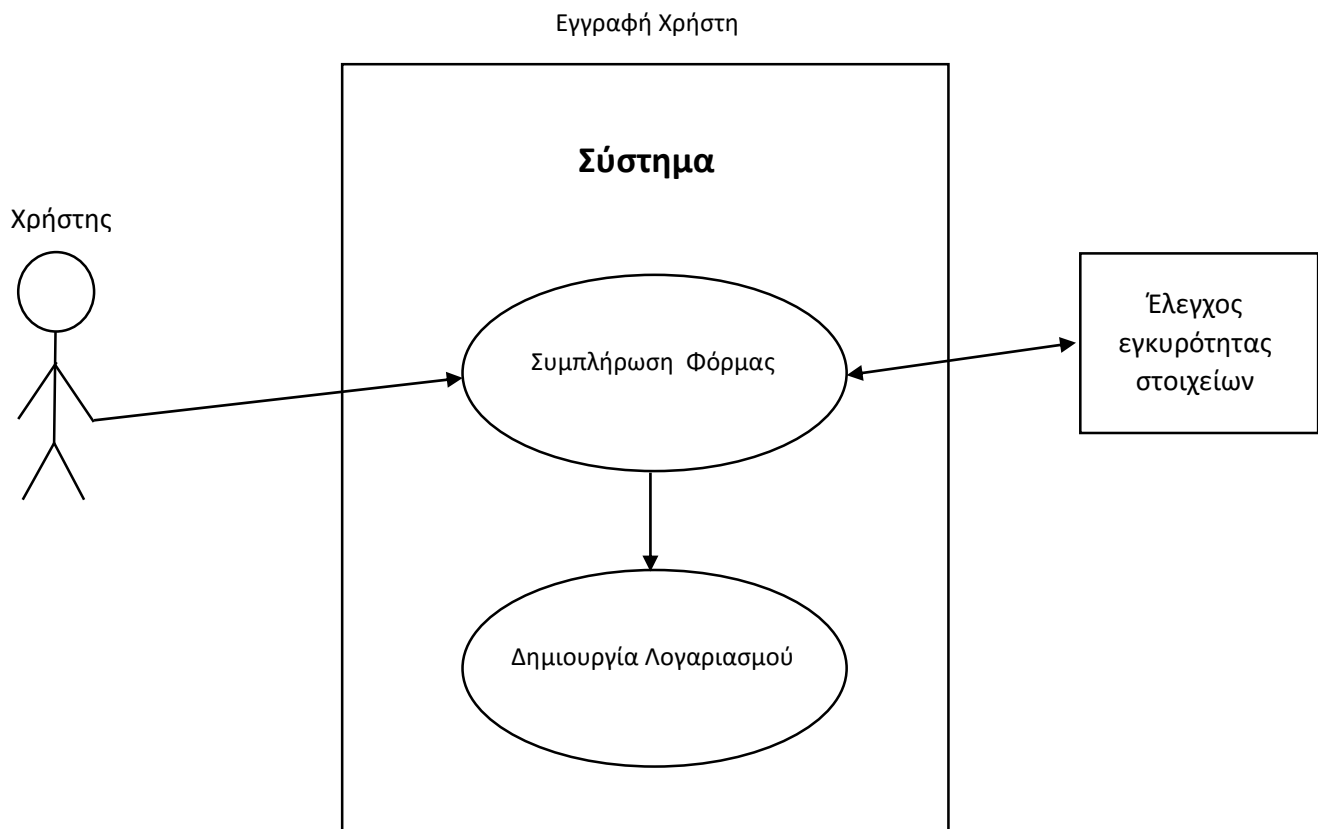 Εγγραφή Χρήστη
Σύστημα
Χρήστης
Συμπλήρωση Φόρμας
Έλεγχος
εγκυρότητας
στοιχείων
Δημιουργία Λογαριασμού